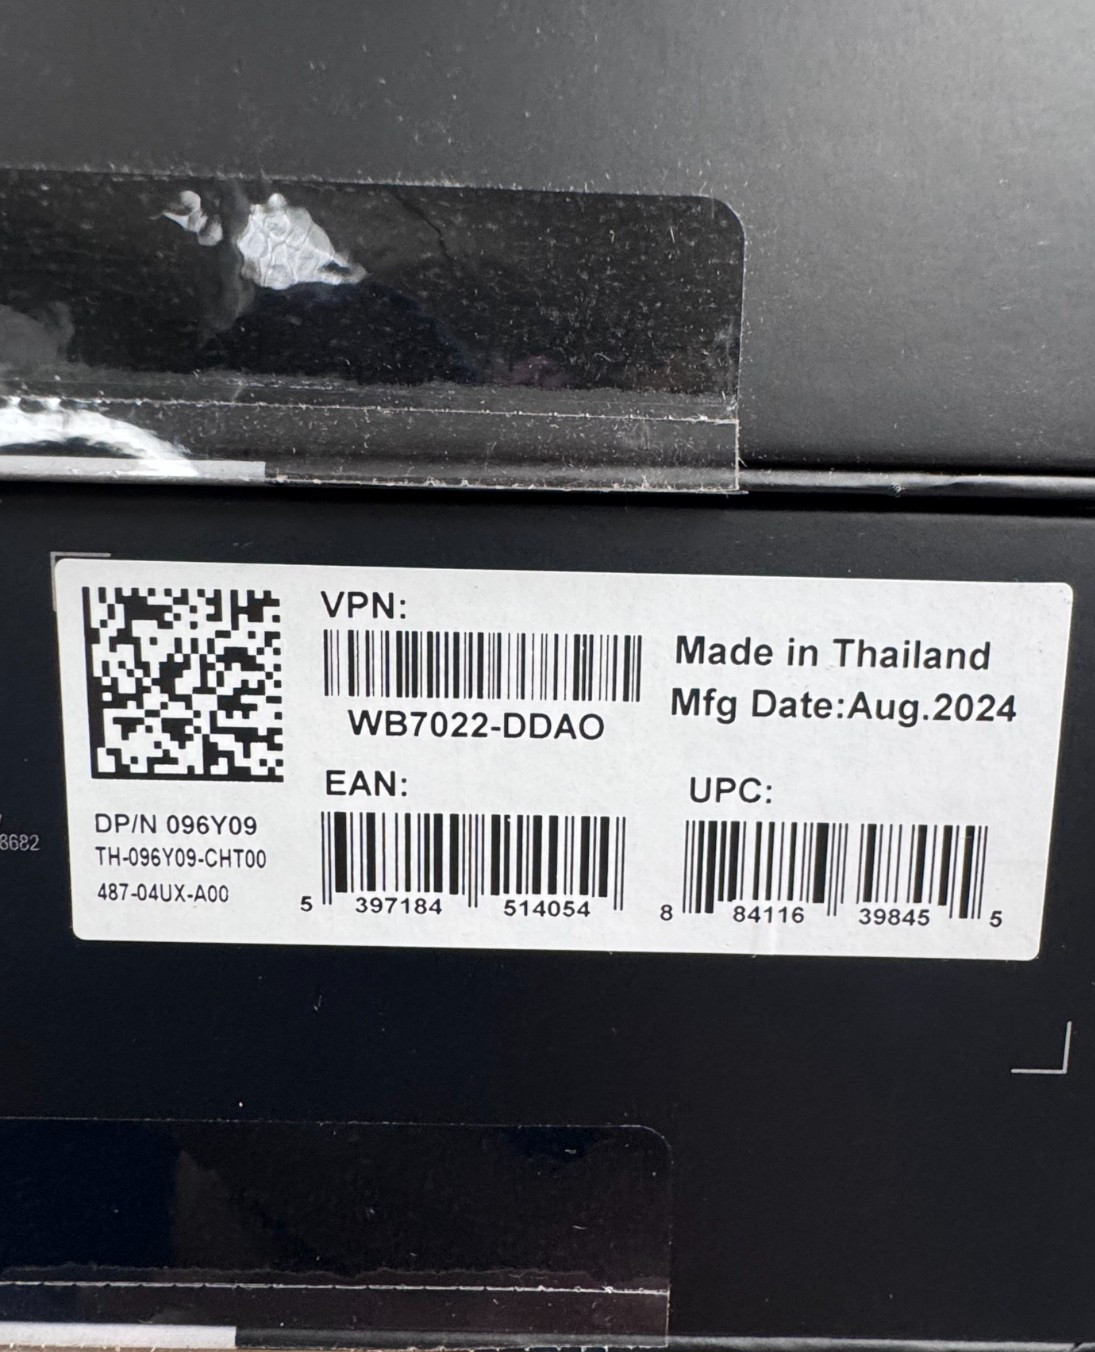 VPN:
WB7022-DDAO
Made in Thailand
Mfg Date:Aug.2024
DP/N 096Y09
TH-096Y09-CHT00
487-04UX-A00
EAN:
5 397184 514054
UPC:
8 84116 39845 5
8682